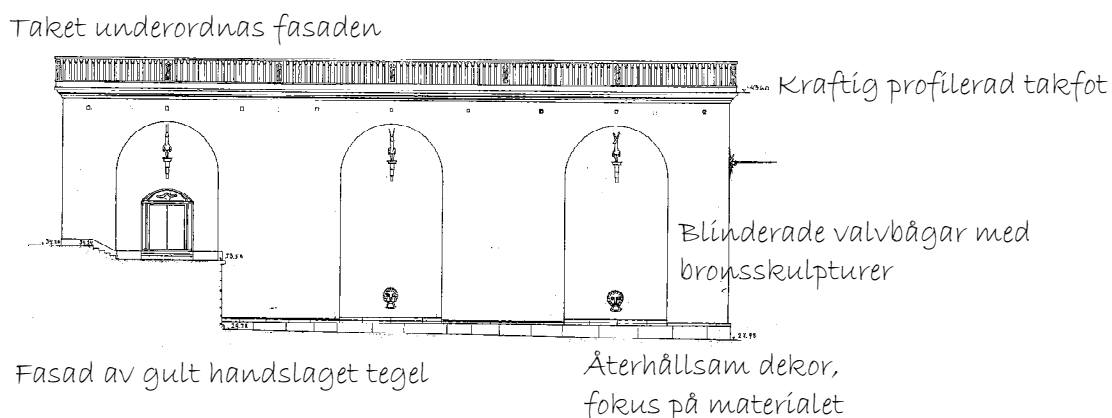 Taket underordnas fasaden
Kraftig profilerad takfot
Blinderade valvbågar med
bronsskulpturer
Fasad av gult handslaget tegel
Återhållsam dekor,
fokus på materialet